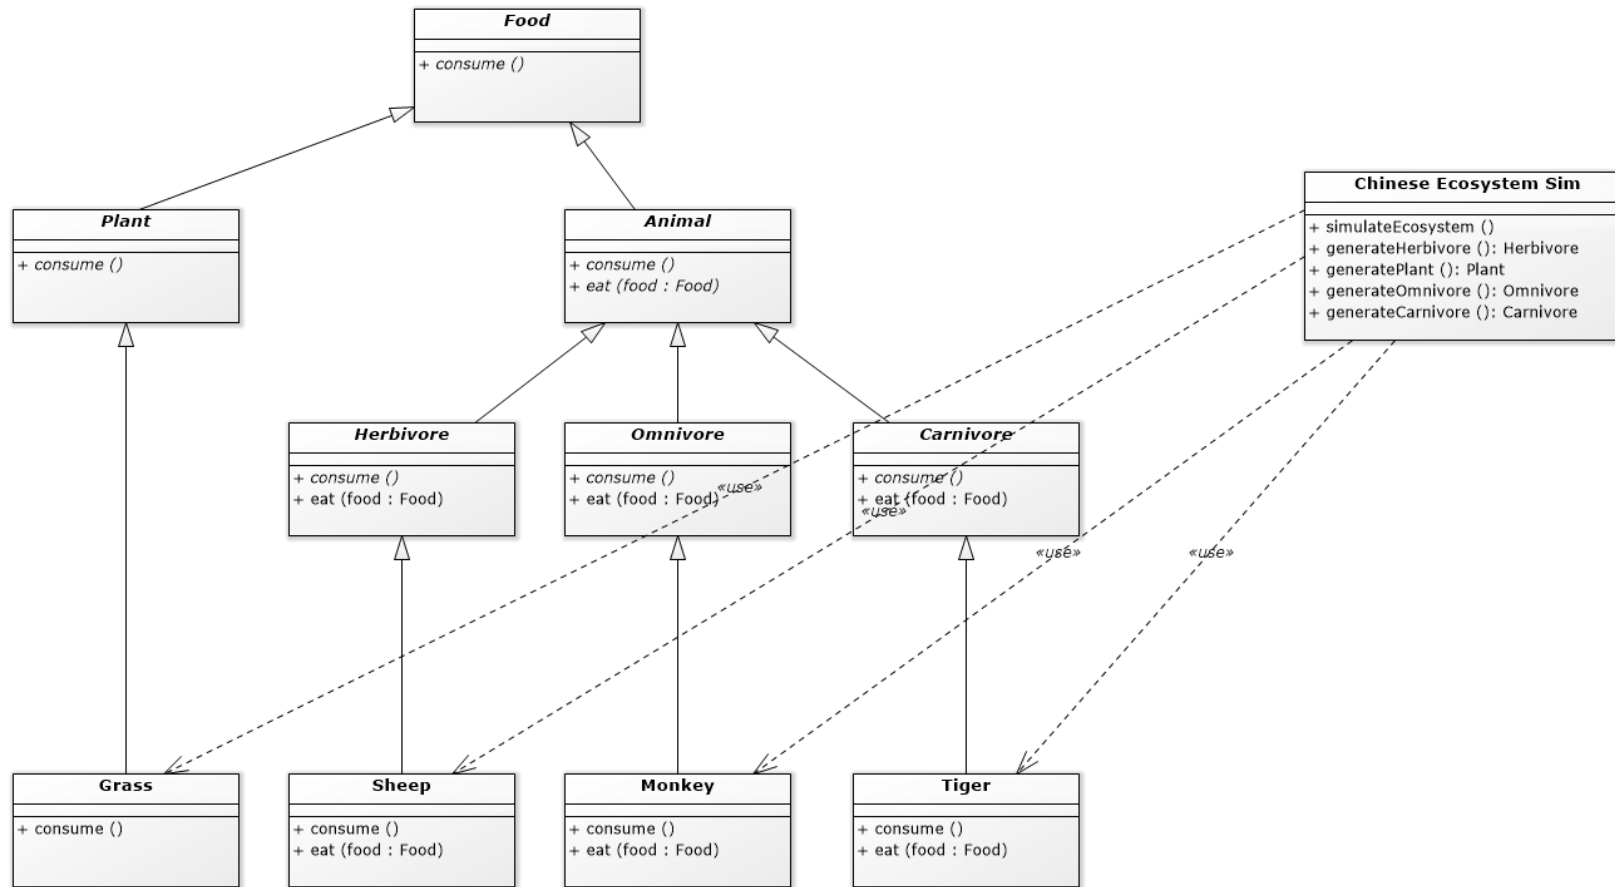 Food
+ consume ()
Plant
+ consume ()
Animal
+ consume ()
+ eat (food : Food)
Chinese Ecosystem Sim
+ simulateEcosystem ()
+ generateHerbivore (): Herbivore
+ generatePlant (): Plant
+ generateOmnivore (): Omnivore
+ generateCarnivore (): Carnivore
Herbivore
+ consume ()
+ eat (food : Food)
Omnivore
+ consume ()
+ eat (food : Food)
Carnivore
+ consume ()
+ eat (food : Food)
«use»
«use»
«use»
«use»
Grass
+ consume ()
Sheep
+ consume ()
+ eat (food : Food)
Monkey
+ consume ()
+ eat (food : Food)
Tiger
+ consume ()
+ eat (food : Food)